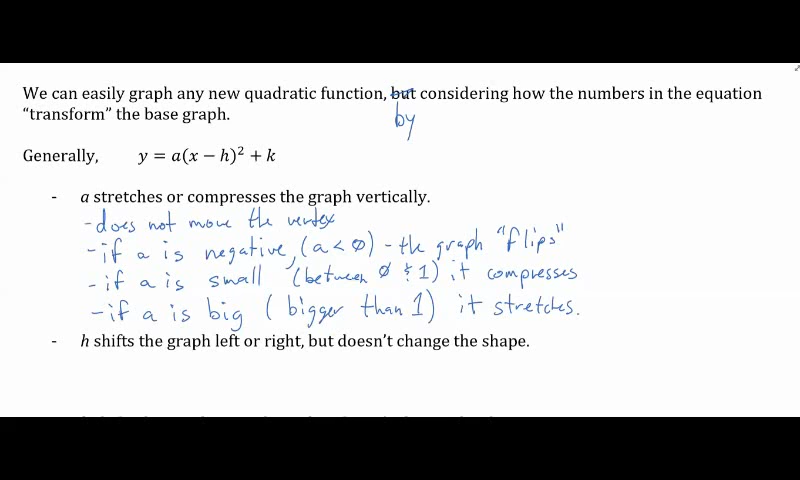 We can easily graph any new quadratic function, but considering how the numbers in the equation
by
“transform” the base graph.
Generally, y = a(x − h)² + k
- a stretches or compresses the graph vertically.
- does not move the vertex
- if a is negative, (a < 0) - the graph "flips"
- if a is small (between 0 & 1) it compresses
- if a is big (bigger than 1) it stretches.
- h shifts the graph left or right, but doesn’t change the shape.